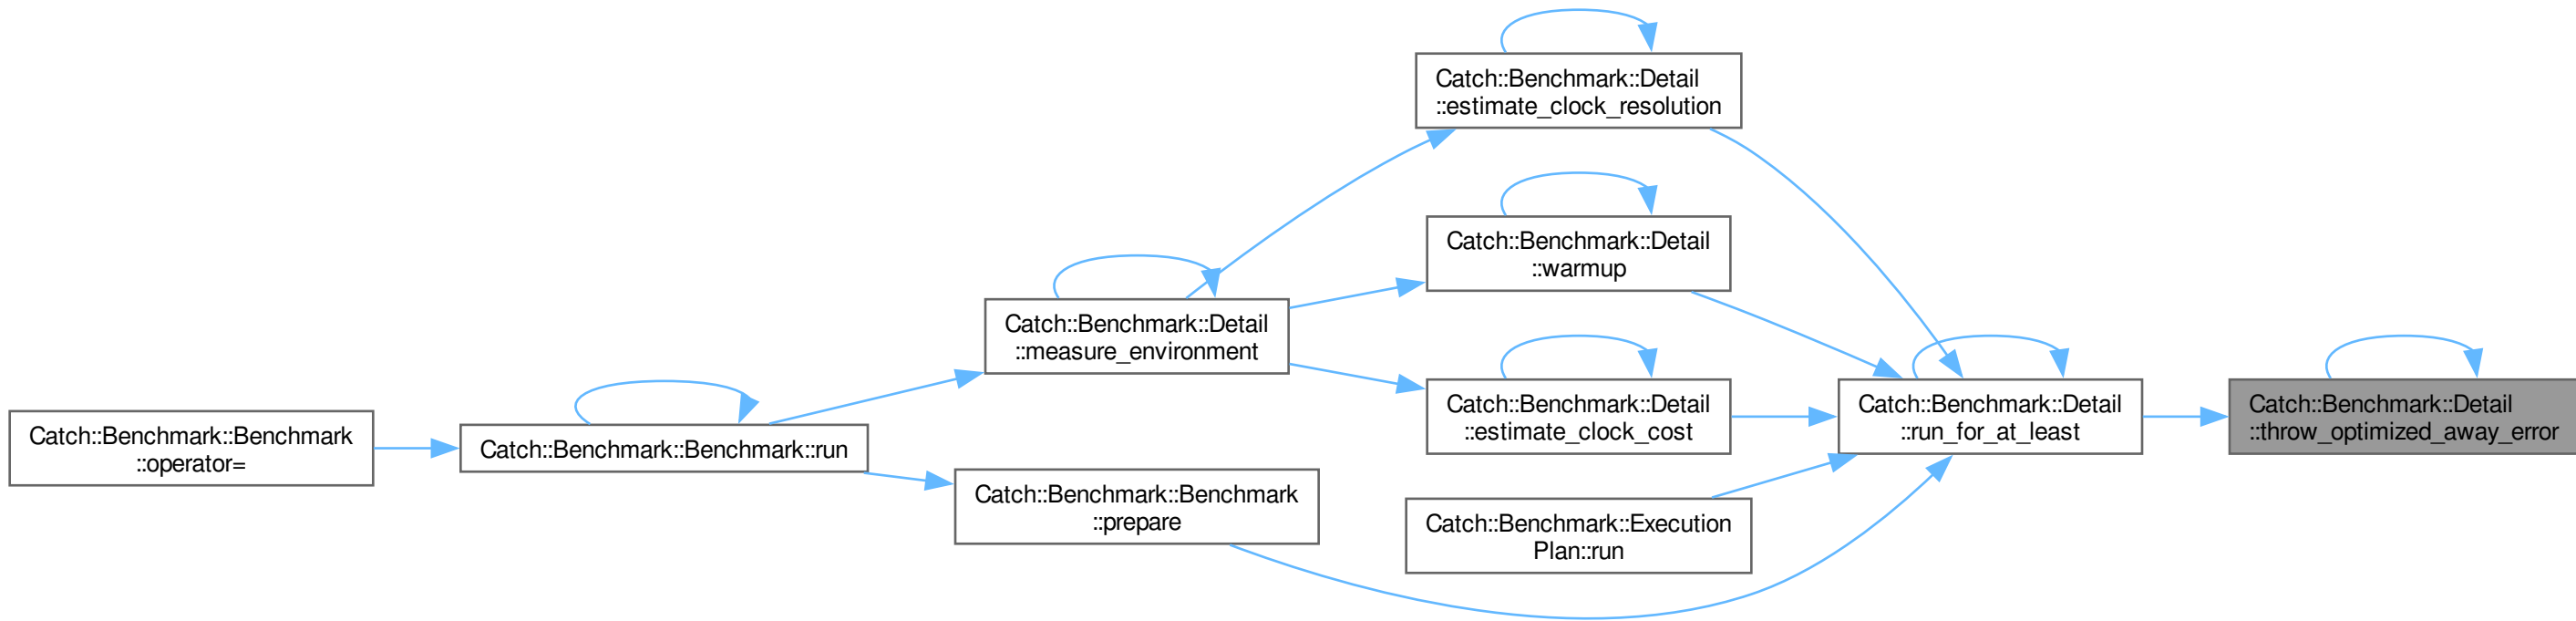 Catch::Benchmark::Detail
::estimate_clock_resolution
Catch::Benchmark::Detail
::warmup
Catch::Benchmark::Detail
::measure_environment
Catch::Benchmark::Detail
::estimate_clock_cost
Catch::Benchmark::Detail
::run_for_at_least
Catch::Benchmark::Detail
::throw_optimized_away_error
Catch::Benchmark::Benchmark
::operator=
Catch::Benchmark::Benchmark::run
Catch::Benchmark::Benchmark
::prepare
Catch::Benchmark::Execution
Plan::run